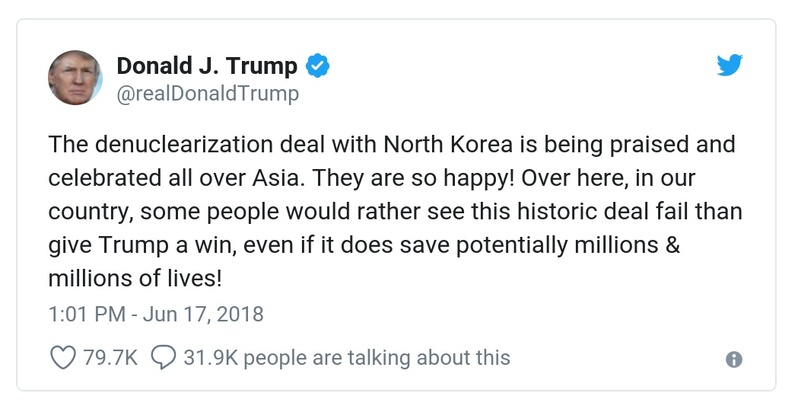 Donald J. Trump
@realDonaldTrump
The denuclearization deal with North Korea is being praised and
celebrated all over Asia. They are so happy! Over here, in our
country, some people would rather see this historic deal fail than
give Trump a win, even if it does save potentially millions &
millions of lives!
1:01 PM - Jun 17, 2018
79.7K 31.9K people are talking about this